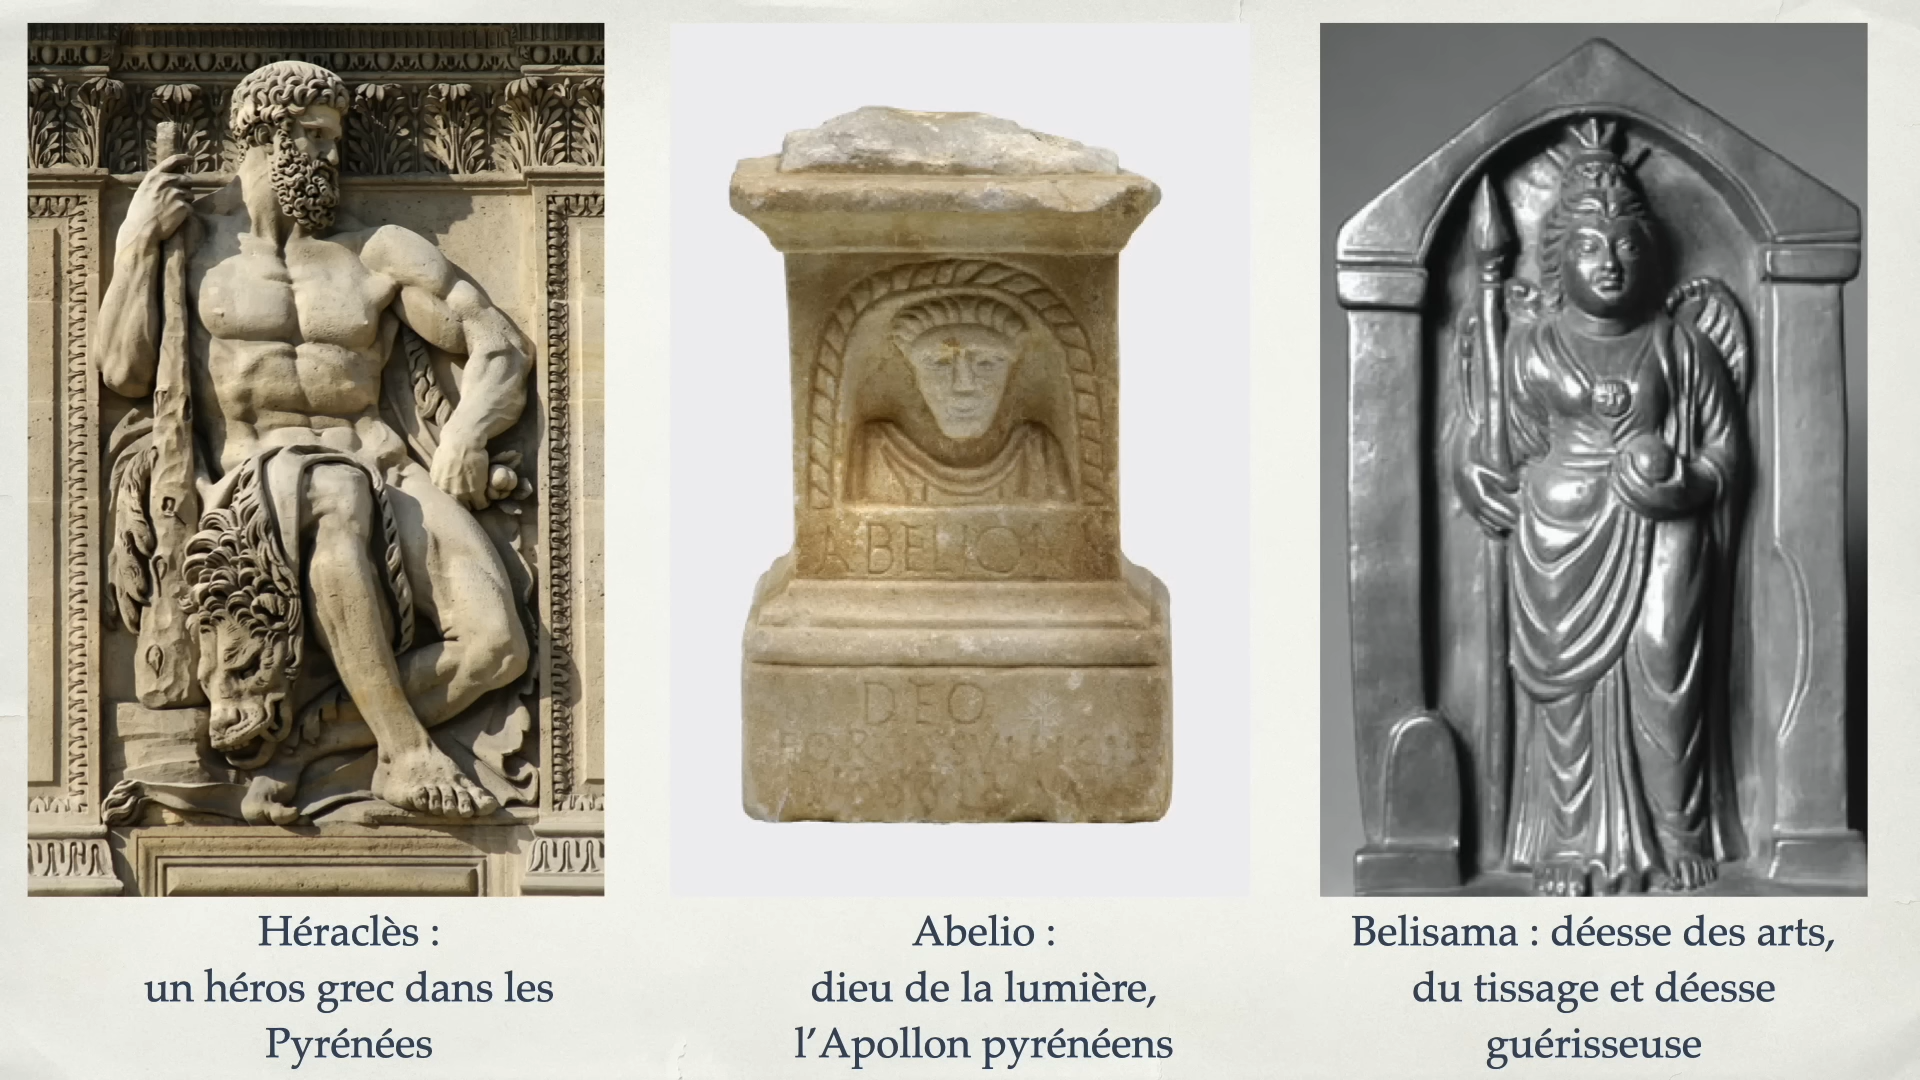 ABELIONI
DEO
Héraclès :
un héros grec dans les
Pyrénées
Abelio :
dieu de la lumière,
l’Apollon pyrénéens
Belisama : déesse des arts,
du tissage et déesse
guérisseuse